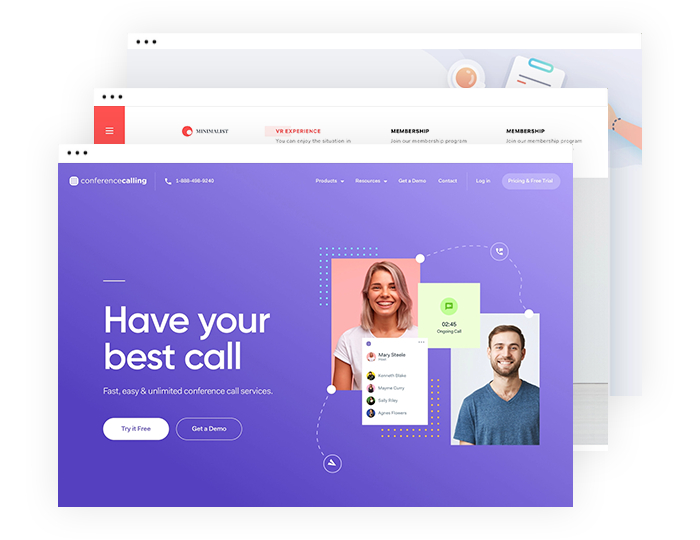 MINIMALIST
VR EXPERIENCE
You can enjoy the situation in
MEMBERSHIP
Join our membership program
MEMBERSHIP
Join our membership program
conferencecalling
1-888-498-9240
Products
Resources
Get a Demo
Contact
Log in
Pricing & Free Trial
Have your
best call
Fast, easy & unlimited conference call services.
Try it Free
Get a Demo
02:45
Ongoing Call
Mary Steele
Kenneth Blake
Mayme Curry
Sally Riley
Agnes Flowers